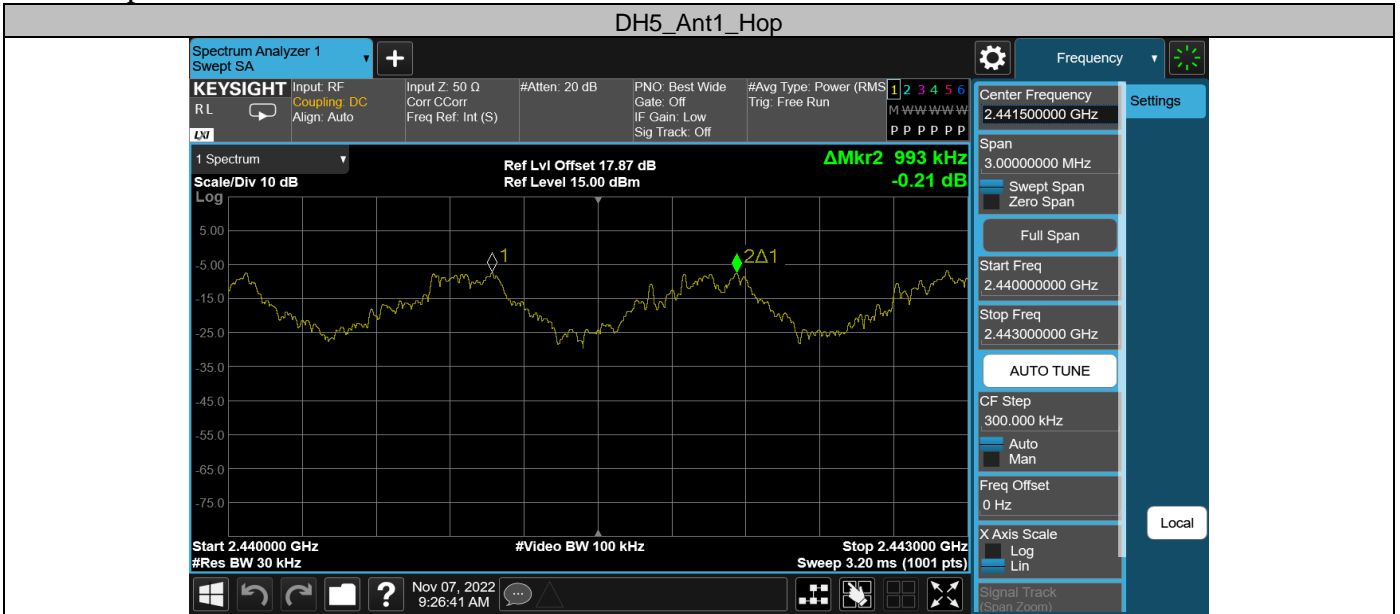 DH5_Ant1_Hop
Spectrum Analyzer 1
Swept SA
+
Frequency
KEYSIGHT
RL
LXI
Input: RF
Coupling: DC
Align: Auto
Input Z: 50 Ω
Corr CCorr
Freq Ref: Int (S)
#Atten: 20 dB
PNO: Best Wide
Gate: Off
IF Gain: Low
Sig Track: Off
#Avg Type: Power (RMS
Trig: Free Run
1 2 3 4 5 6
M W W W W W
P P P P P P
1 Spectrum
Scale/Div 10 dB
Ref Lvl Offset 17.87 dB
Ref Level 15.00 dBm
ΔMkr2 993 kHz
-0.21 dB
Log
5.00
-5.00
-15.0
-25.0
-35.0
-45.0
-55.0
-65.0
-75.0
1
2Δ1
Start 2.440000 GHz
#Res BW 30 kHz
#Video BW 100 kHz
Stop 2.443000 GHz
Sweep 3.20 ms (1001 pts)
Center Frequency
2.441500000 GHz
Settings
Span
3.00000000 MHz
Swept Span
Zero Span
Full Span
Start Freq
2.440000000 GHz
Stop Freq
2.443000000 GHz
AUTO TUNE
CF Step
300.000 kHz
Auto
Man
Freq Offset
0 Hz
X Axis Scale
Log
Lin
Local
Signal Track
(Span Zoom)
?
Nov 07, 2022
9:26:41 AM